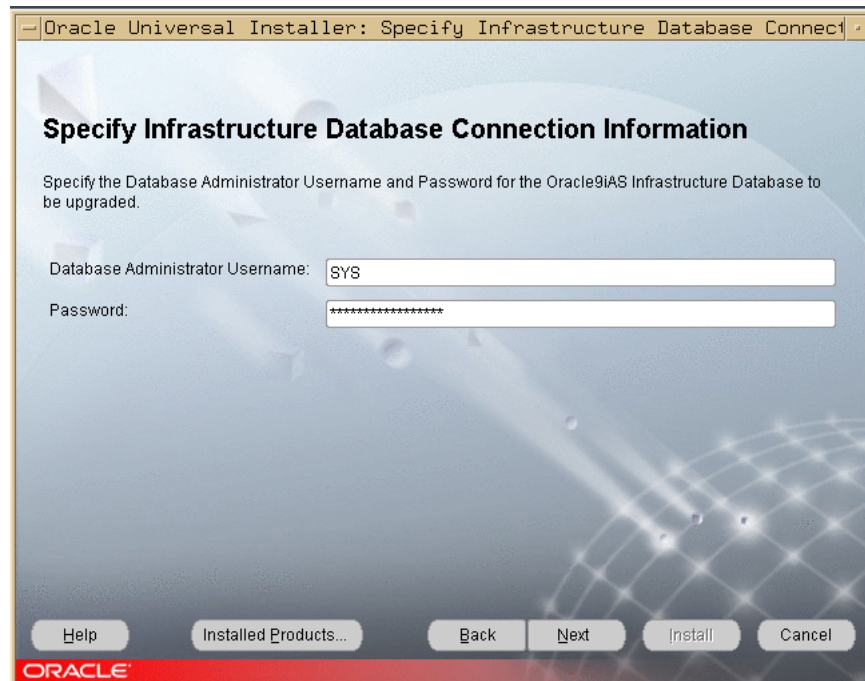 Oracle Universal Installer: Specify Infrastructure Database Connect
Specify Infrastructure Database Connection Information
Specify the Database Administrator Username and Password for the Oracle9iAS Infrastructure Database to
be upgraded.
Database Administrator Username: SYS
Password: *****************
Help Installed Products... Back Next Install Cancel
ORACLE